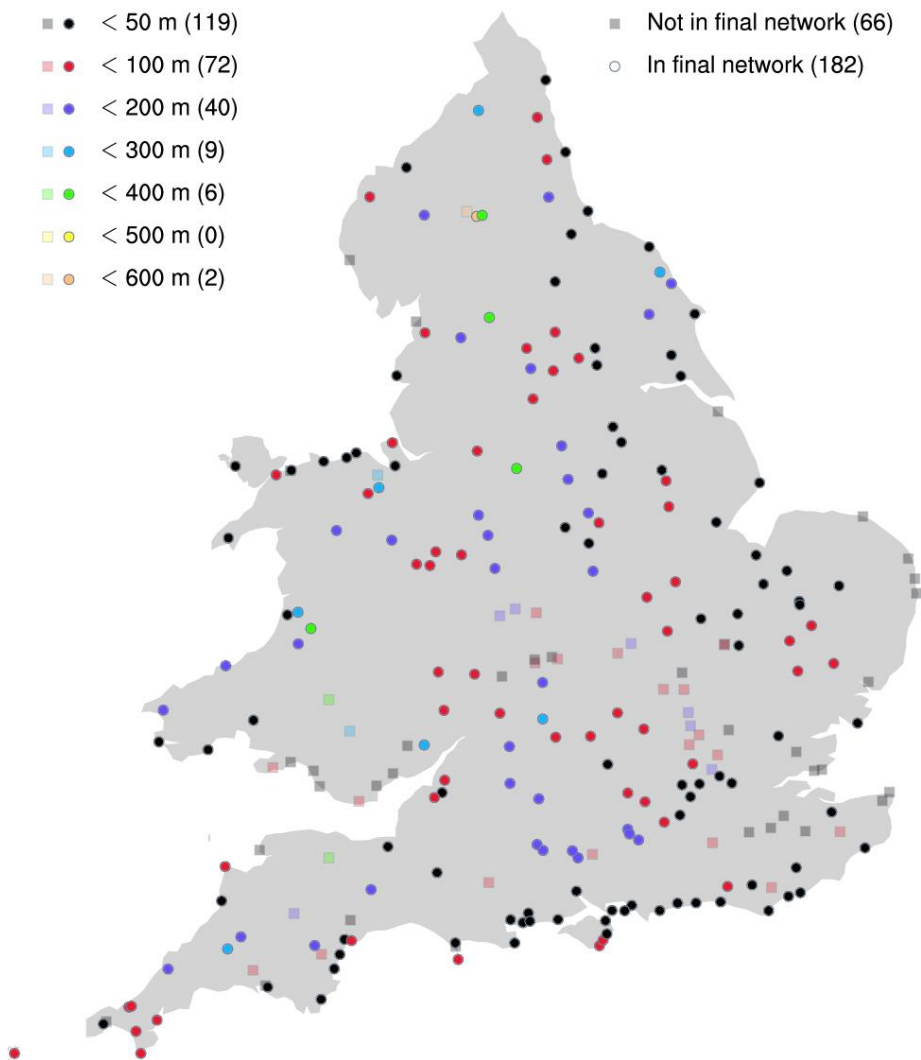 < 50 m (119)
< 100 m (72)
< 200 m (40)
< 300 m (9)
< 400 m (6)
< 500 m (0)
< 600 m (2)
Not in final network (66)
In final network (182)